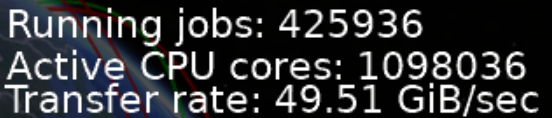 Running jobs: 425936
Active CPU cores: 1098036
Transfer rate: 49.51 GiB/sec